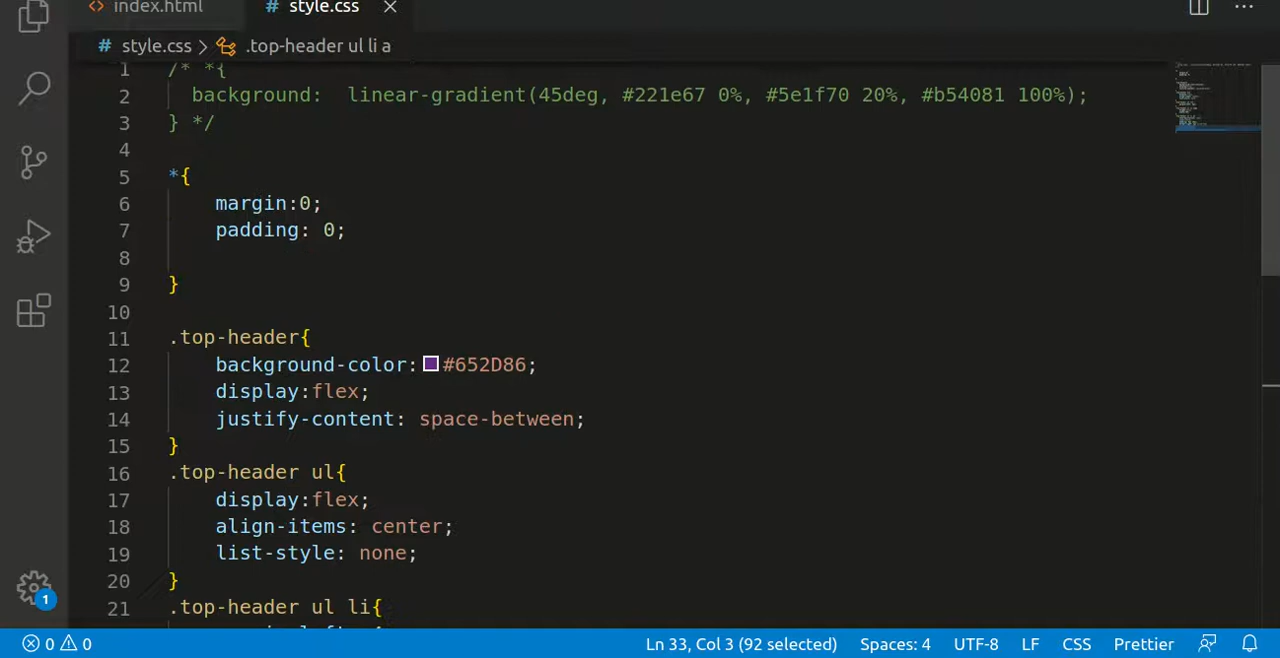 index.html
# style.css
# style.css > .top-header ul li a
1 /* *{
2 background: linear-gradient(45deg, #221e67 0%, #5e1f70 20%, #b54081 100%);
3 } */
4
5 *{
6 margin:0;
7 padding: 0;
8
9 }
10
11 .top-header{
12 background-color: #652D86;
13 display:flex;
14 justify-content: space-between;
15 }
16 .top-header ul{
17 display:flex;
18 align-items: center;
19 list-style: none;
20 }
21 .top-header ul li{
1
0 0 Ln 33, Col 3 (92 selected) Spaces: 4 UTF-8 LF CSS Prettier